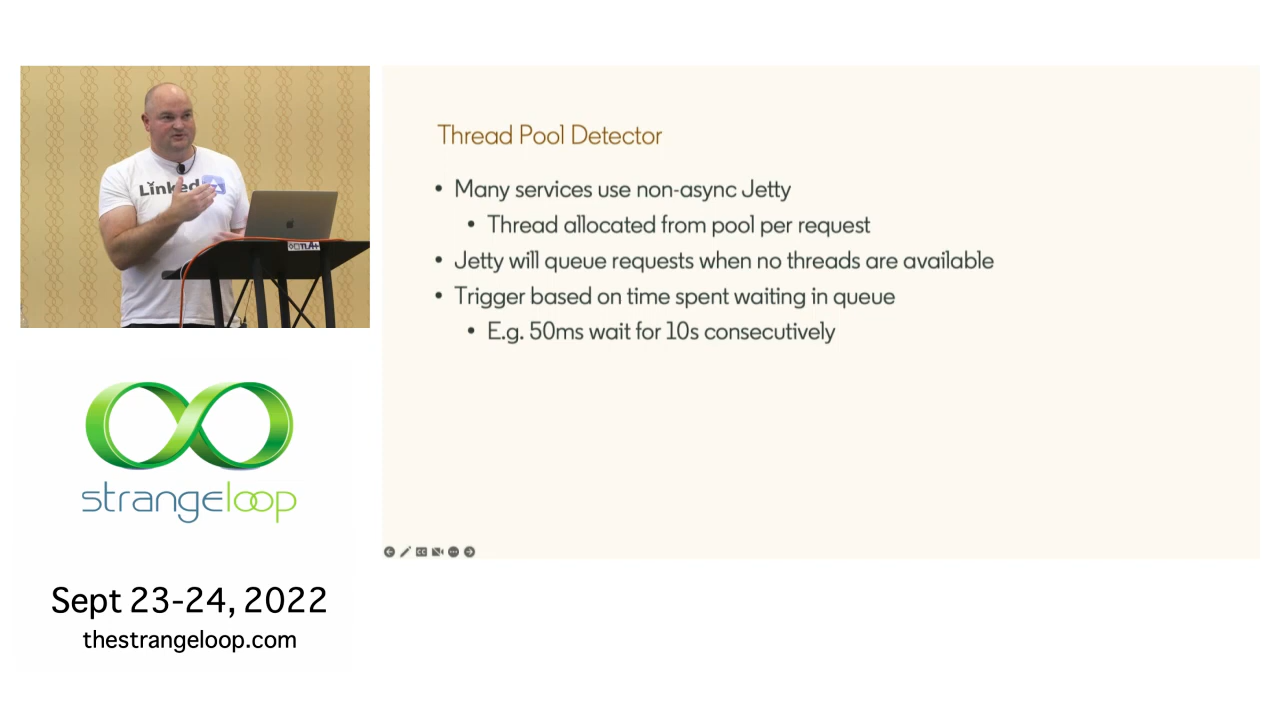 Linked
Thread Pool Detector
• Many services use non-async Jetty
• Thread allocated from pool per request
• Jetty will queue requests when no threads are available
• Trigger based on time spent waiting in queue
• E.g. 50ms wait for 10s consecutively
strangeloop
Sept 23-24, 2022
thestrangeloop.com